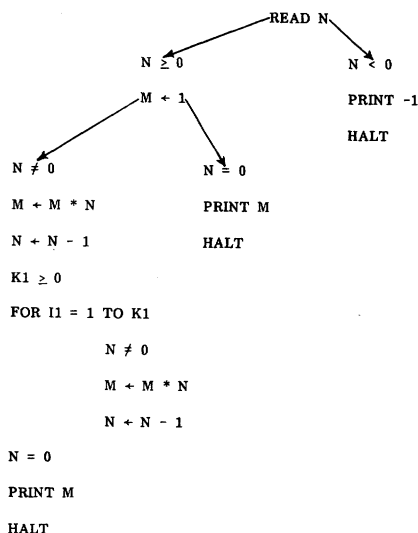 READ N
N ≥ 0
N < 0
M ← 1
PRINT -1
HALT
N ≠ 0
N = 0
M ← M * N
PRINT M
N ← N - 1
HALT
K1 ≥ 0
FOR I1 = 1 TO K1
N ≠ 0
M ← M * N
N ← N - 1
N = 0
PRINT M
HALT